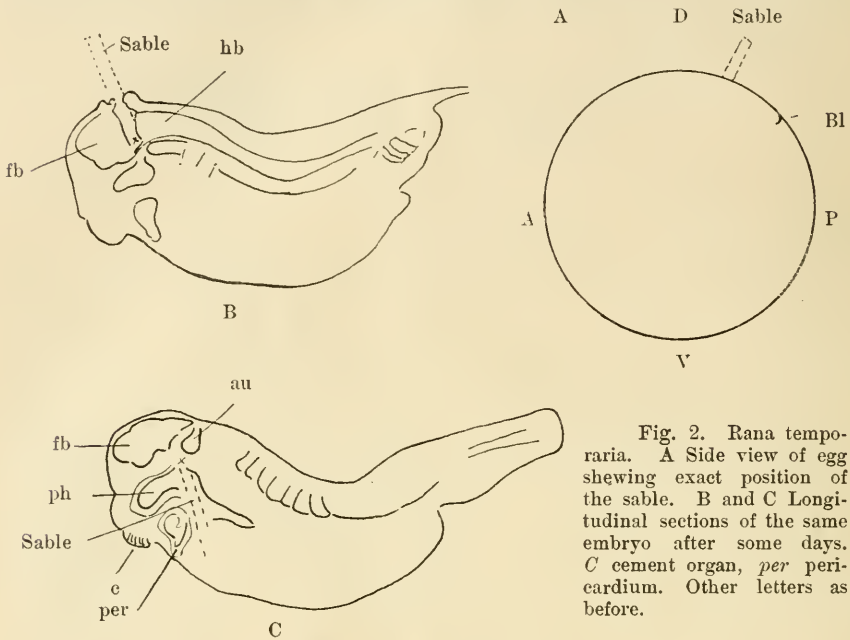 A D Sable
Sable
hb
Bl
fb
A P
B
V
au
fb
ph
Sable
c
per
C
Fig. 2. Rana tempo-
raria. A Side view of egg
shewing exact position of
the sable. B and C Longi-
tudinal sections of the same
embryo after some days.
C cement organ, per peri-
cardium. Other letters as
before.